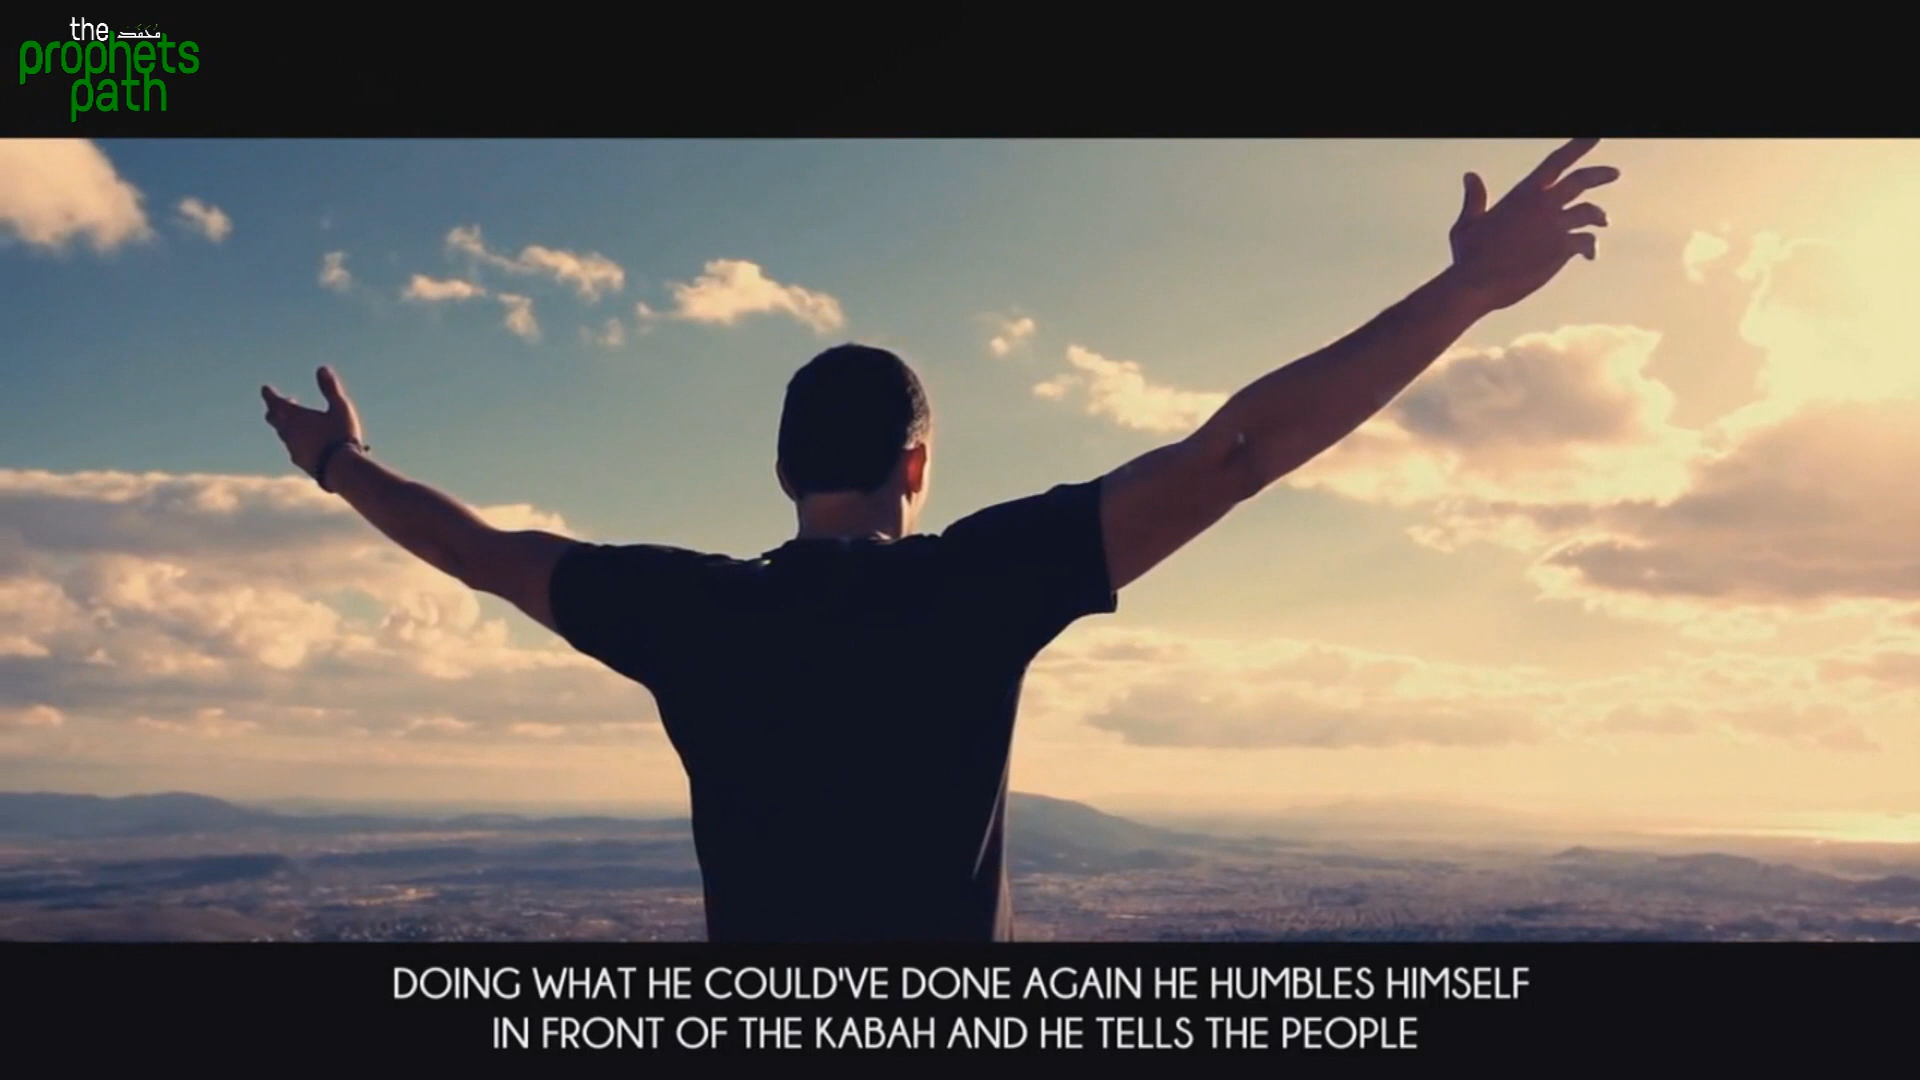 the مُحَمَّد
prophets
path
DOING WHAT HE COULD'VE DONE AGAIN HE HUMBLES HIMSELF
IN FRONT OF THE KABAH AND HE TELLS THE PEOPLE